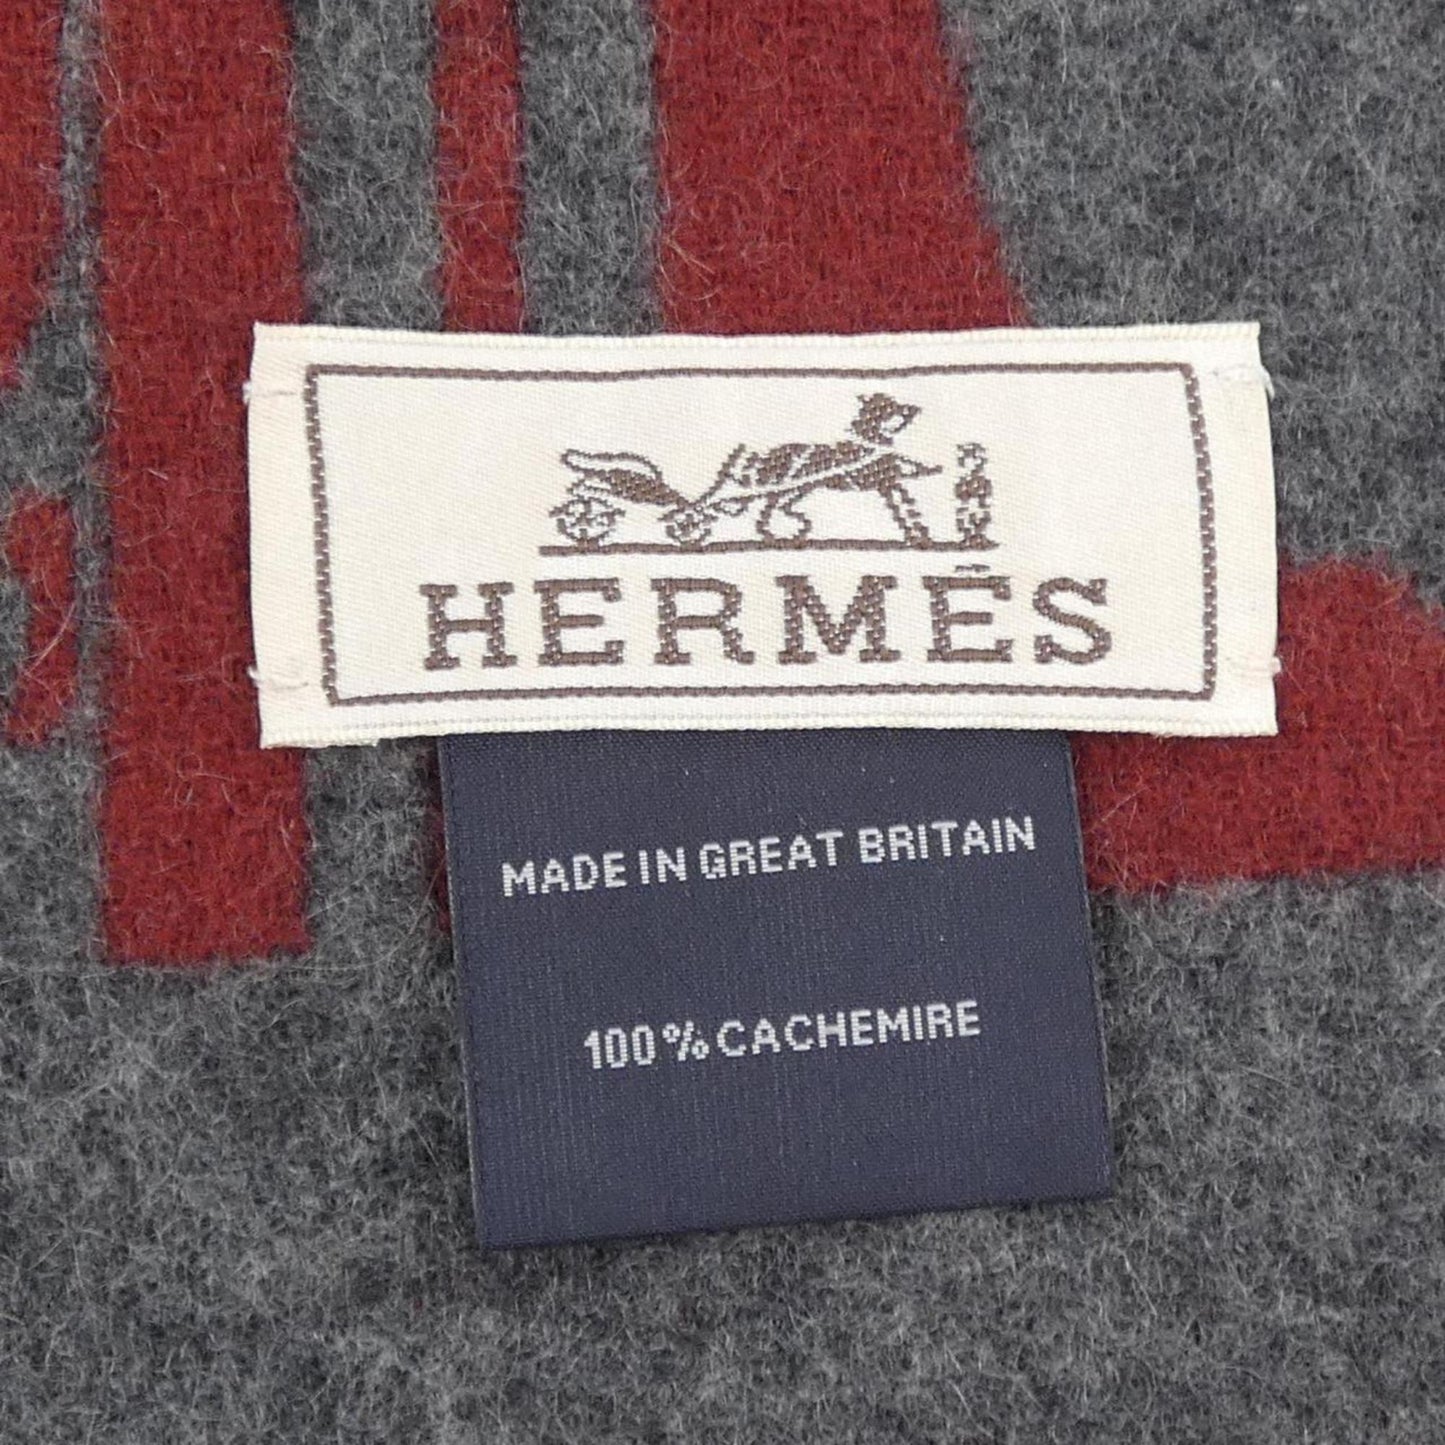 HERMÈS
MADE IN GREAT BRITAIN
100% CACHEMIRE